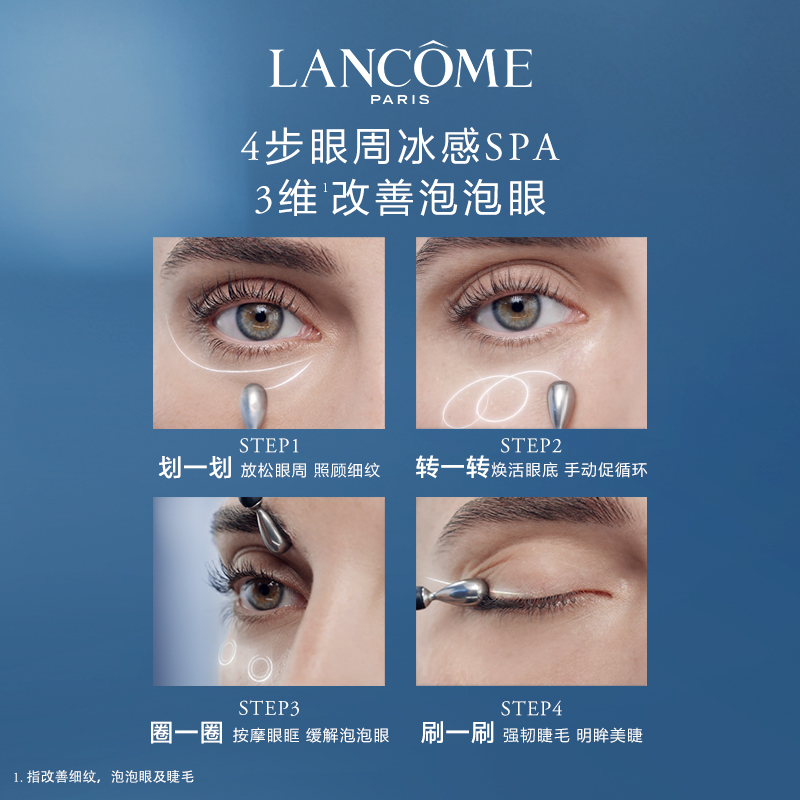 LANCÔME
PARIS
4步眼周冰感SPA
3维¹改善泡泡眼
STEP1
划一划 放松眼周 照顾细纹
STEP2
转一转 焕活眼底 手动促循环
STEP3
圈一圈 按摩眼眶 缓解泡泡眼
STEP4
刷一刷 强韧睫毛 明眸美睫
1. 指改善细纹，泡泡眼及睫毛